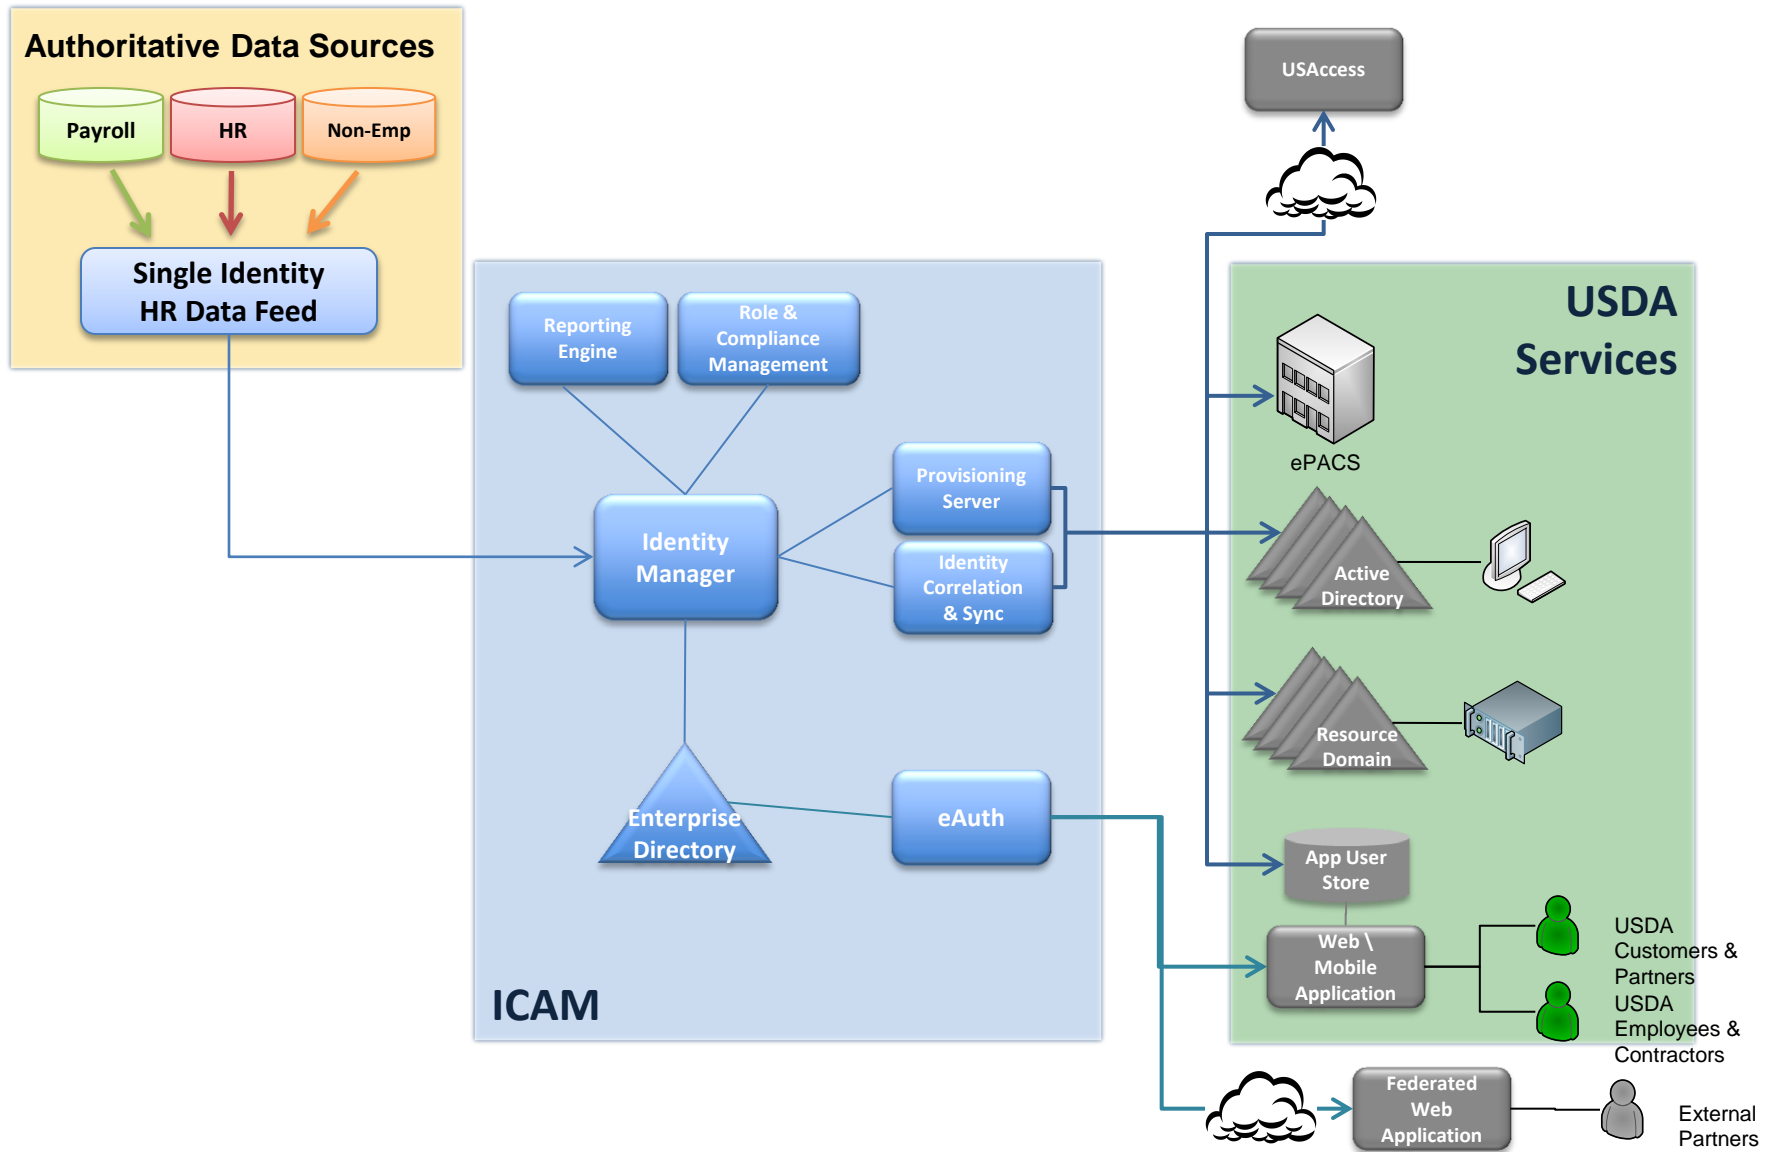 Authoritative Data Sources
Payroll
HR
Non-Emp
Single Identity
HR Data Feed
USAccess
Reporting
Engine
Role &
Compliance
Management
Identity
Manager
Provisioning
Server
Identity
Correlation
& Sync
Enterprise
Directory
eAuth
ICAM
USDA
Services
ePACS
Active
Directory
Resource
Domain
App User
Store
Web \
Mobile
Application
USDA
Customers &
Partners
USDA
Employees &
Contractors
Federated
Web
Application
External
Partners